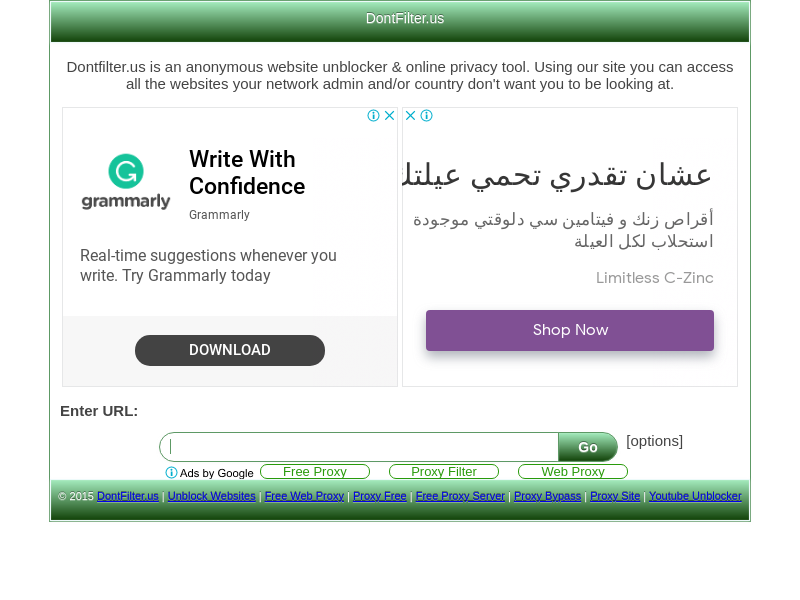 DontFilter.us
Dontfilter.us is an anonymous website unblocker & online privacy tool. Using our site you can access
all the websites your network admin and/or country don't want you to be looking at.
grammarly
Write With
Confidence
Grammarly
Real-time suggestions whenever you
write. Try Grammarly today
DOWNLOAD
عشان تقدري تحمي عيلتك
أقراص زنك و فيتامين سي دلوقتي موجودة
استحلاب لكل العيلة
Limitless C-Zinc
Shop Now
Enter URL:
Go [options]
Ads by Google Free Proxy Proxy Filter Web Proxy
© 2015 DontFilter.us | Unblock Websites | Free Web Proxy | Proxy Free | Free Proxy Server | Proxy Bypass | Proxy Site | Youtube Unblocker